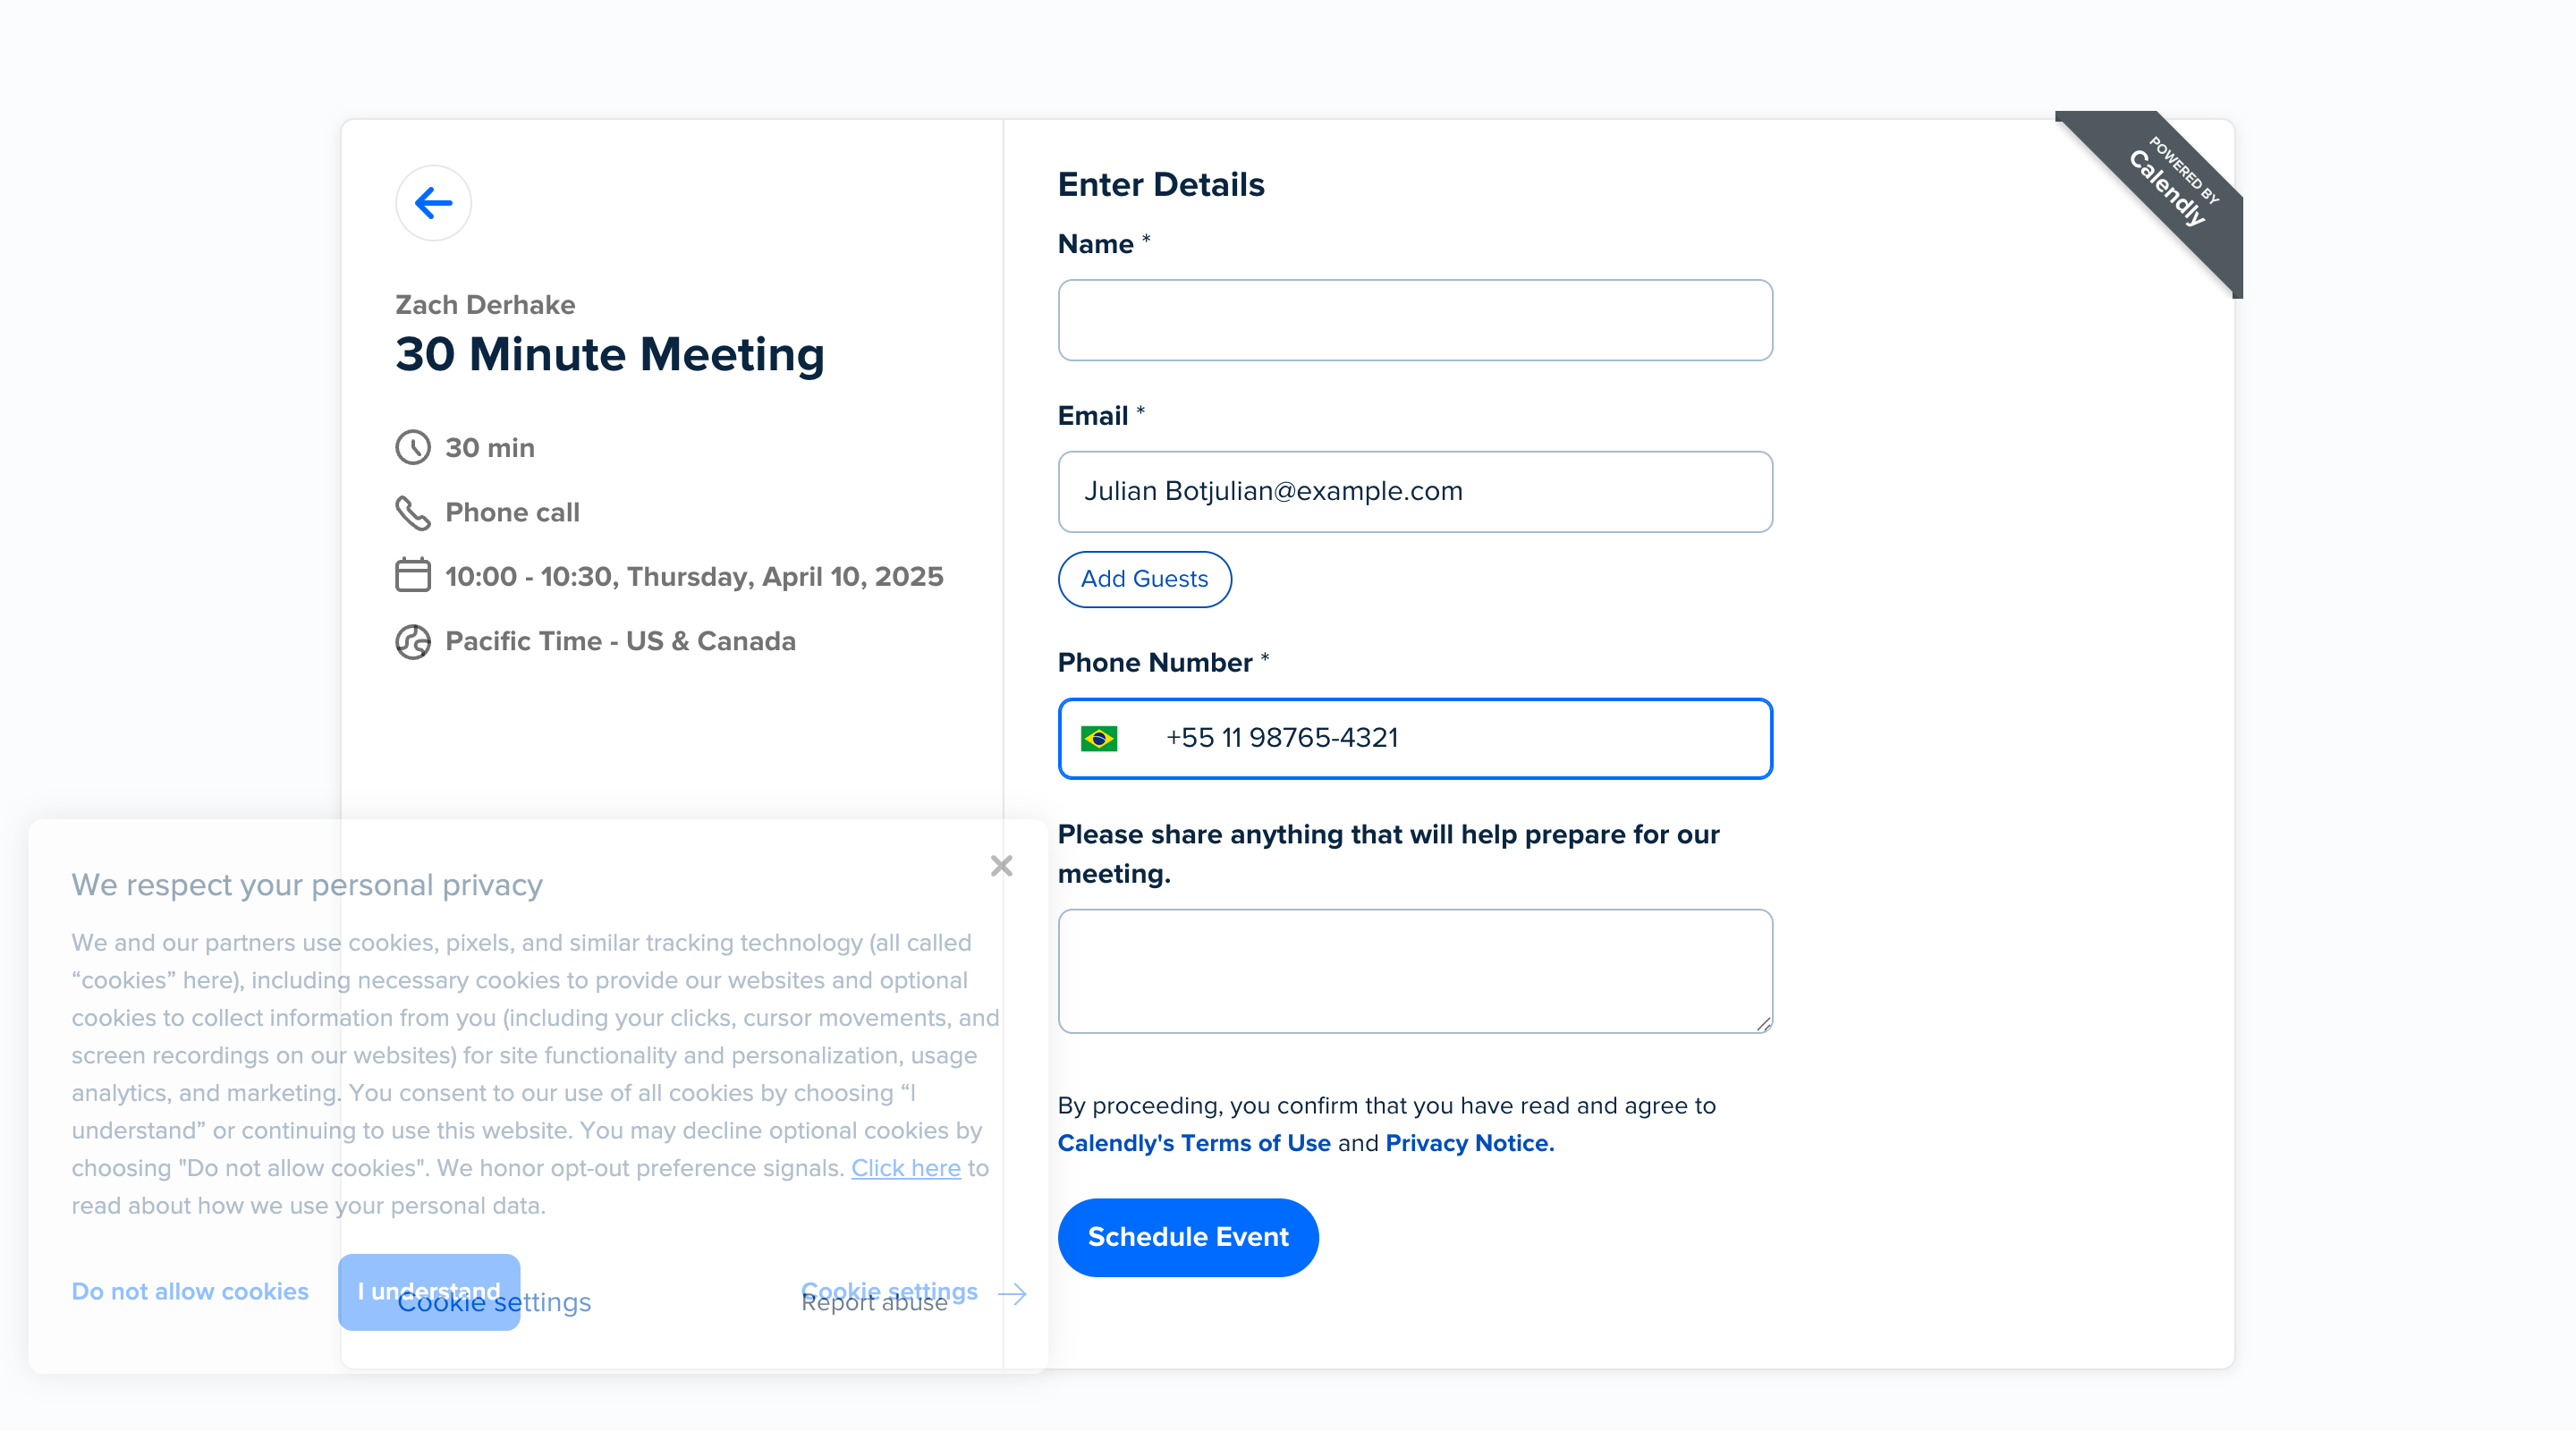 POWERED BY
Calendly
Zach Derhake
30 Minute Meeting
30 min
Phone call
10:00 - 10:30, Thursday, April 10, 2025
Pacific Time - US & Canada
Enter Details
Name *
Email *
Julian Botjulian@example.com
Add Guests
Phone Number *
+55 11 98765-4321
Please share anything that will help prepare for our
meeting.
By proceeding, you confirm that you have read and agree to
Calendly's Terms of Use and Privacy Notice.
Schedule Event
We respect your personal privacy
We and our partners use cookies, pixels, and similar tracking technology (all called
“cookies” here), including necessary cookies to provide our websites and optional
cookies to collect information from you (including your clicks, cursor movements, and
screen recordings on our websites) for site functionality and personalization, usage
analytics, and marketing. You consent to our use of all cookies by choosing “I
understand” or continuing to use this website. You may decline optional cookies by
choosing "Do not allow cookies". We honor opt-out preference signals. Click here to
read about how we use your personal data.
Do not allow cookies
I understand
Cookie settings
Cookie settings
Report abuse